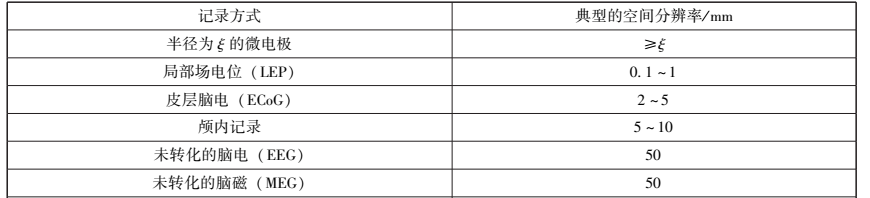 记录方式 典型的空间分辨率/mm
半径为ξ的微电极 ≥ξ
局部场电位（LEP） 0.1～1
皮层脑电（ECoG） 2～5
颅内记录 5～10
未转化的脑电（EEG） 50
未转化的脑磁（MEG） 50